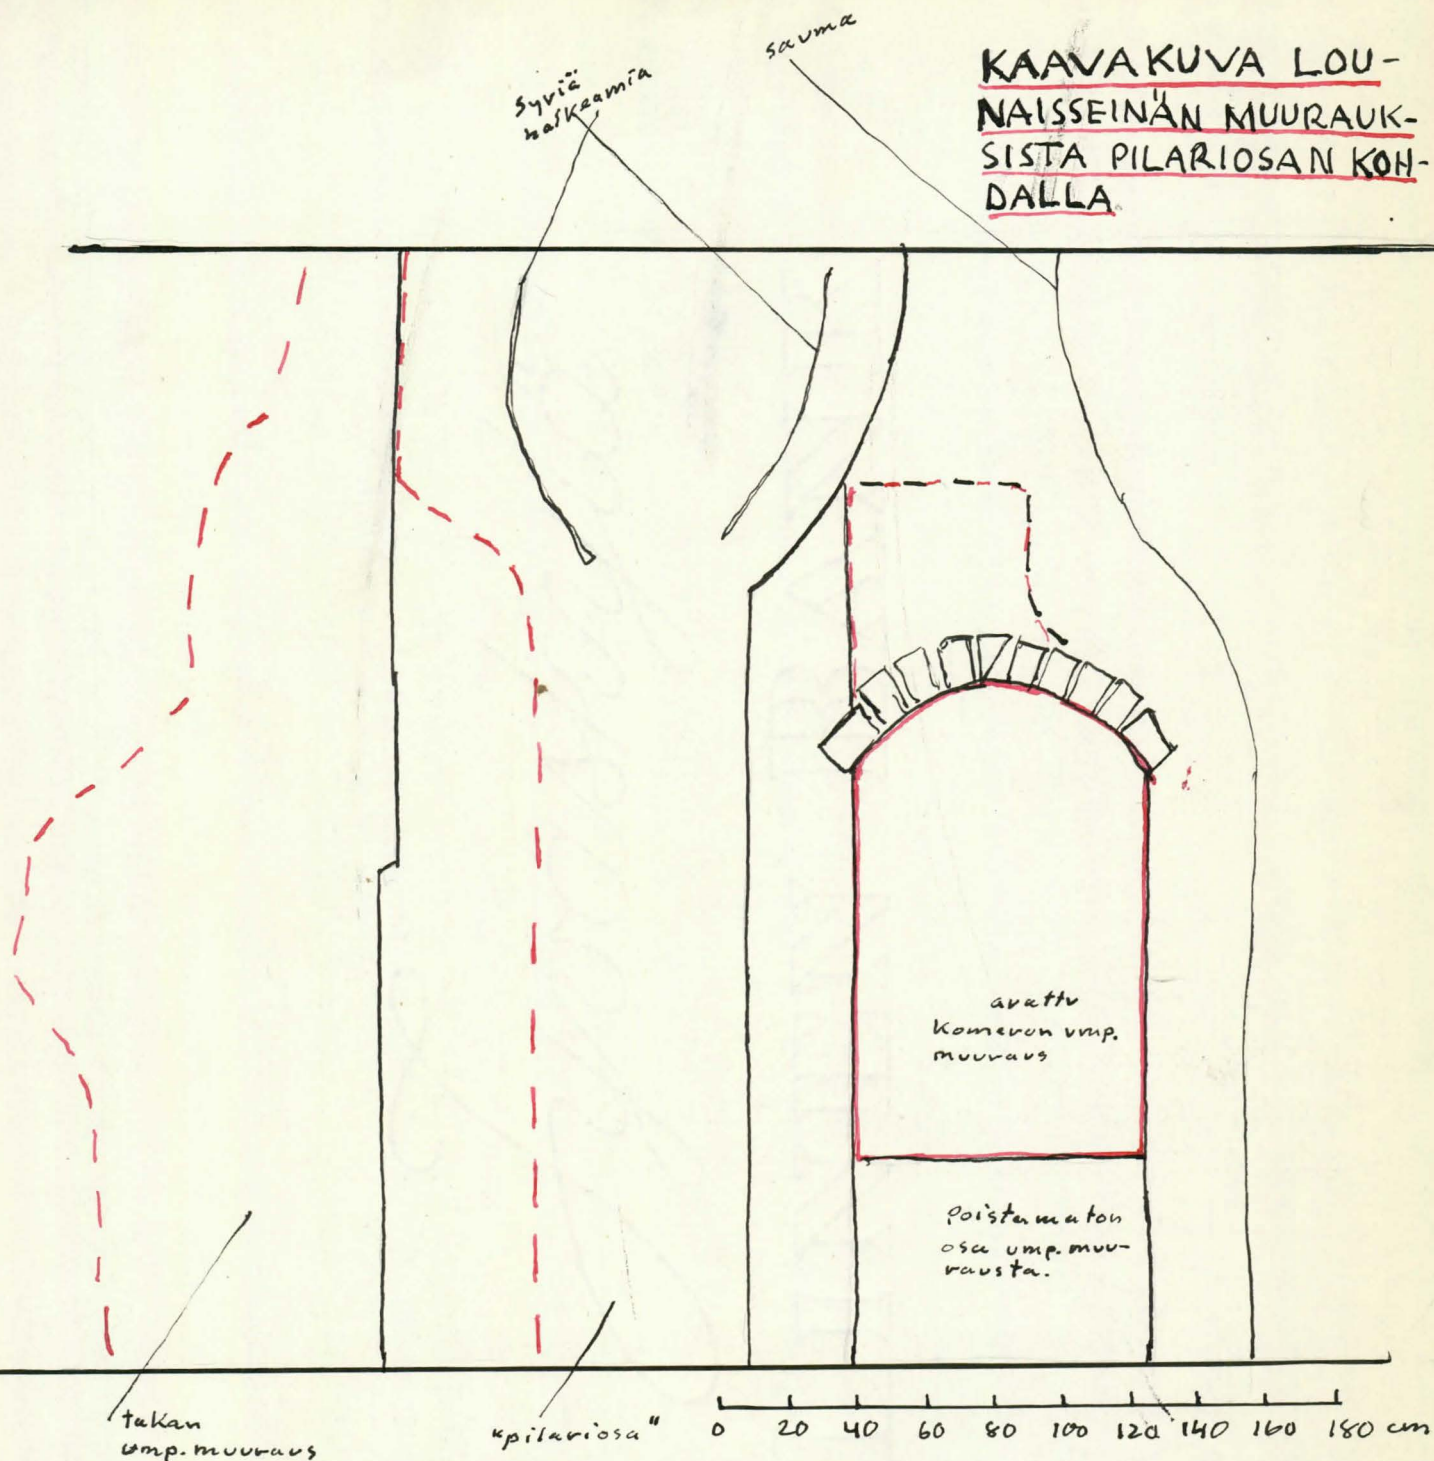 sauma
KAAVAKUVA LOU-
NAISSEINÄN MUURAUK-
SISTA PILARIOSAN KOH-
DALLA
syviä
halkeamia
avattu
Komeron ump.
muuraus
Poistamaton
osa ump. muu-
rausta.
takan
ump. muuraus
"pilariosa"
0 20 40 60 80 100 120 140 160 180 cm